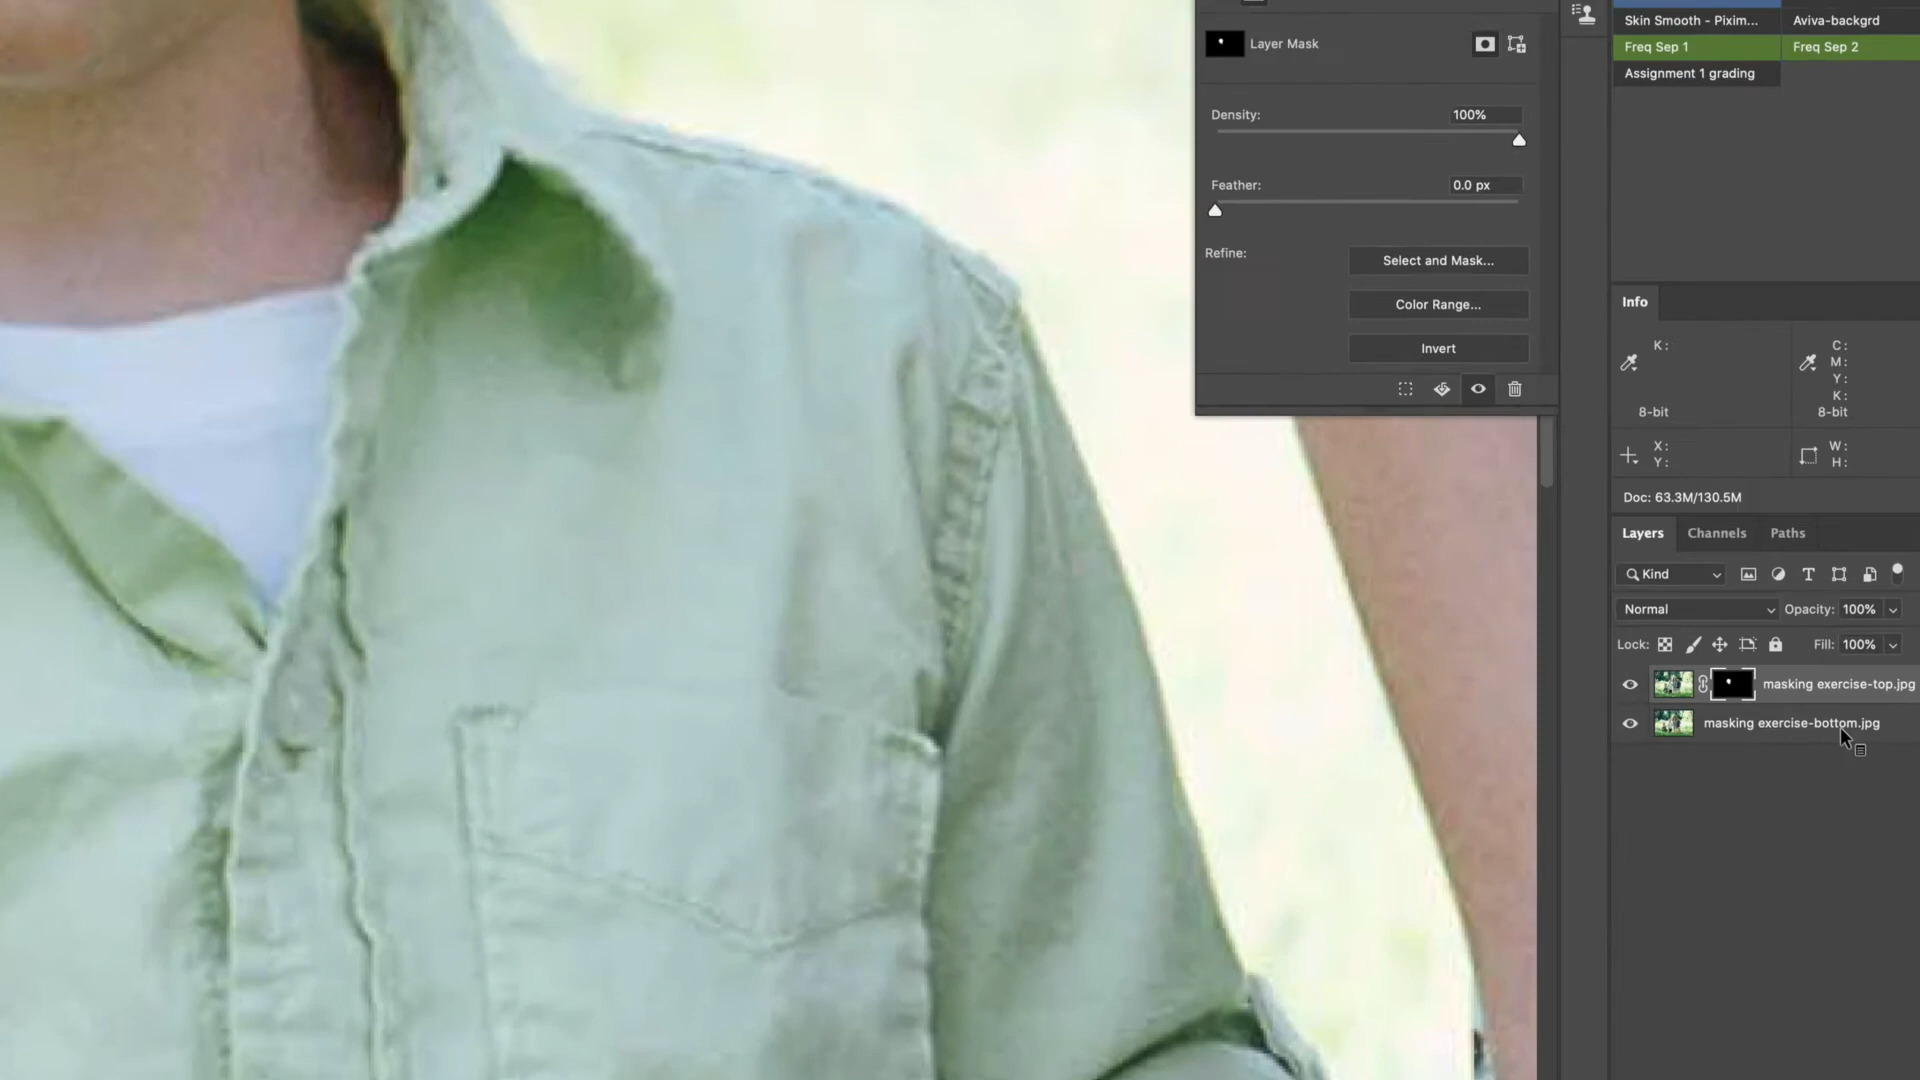 Layer Mask
Density:
100%
Feather:
0.0 px
Refine:
Select and Mask...
Color Range...
Invert
Skin Smooth - Pixim... Aviva-backgrd
Freq Sep 1 Freq Sep 2
Assignment 1 grading
Info
K: C:
M:
Y:
K:
8-bit 8-bit
X: W:
Y: H:
Doc: 63.3M/130.5M
Layers Channels Paths
Kind
Normal Opacity: 100%
Lock: Fill: 100%
masking exercise-top.jpg
masking exercise-bottom.jpg